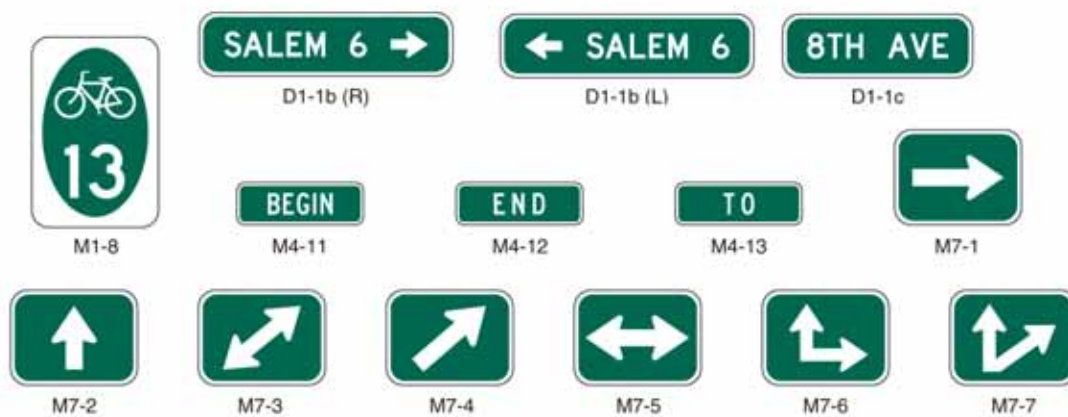 SALEM 6
SALEM 6
8TH AVE
D1-1b (R)
D1-1b (L)
D1-1c
13
BEGIN
END
TO
M1-8
M4-11
M4-12
M4-13
M7-1
M7-2
M7-3
M7-4
M7-5
M7-6
M7-7